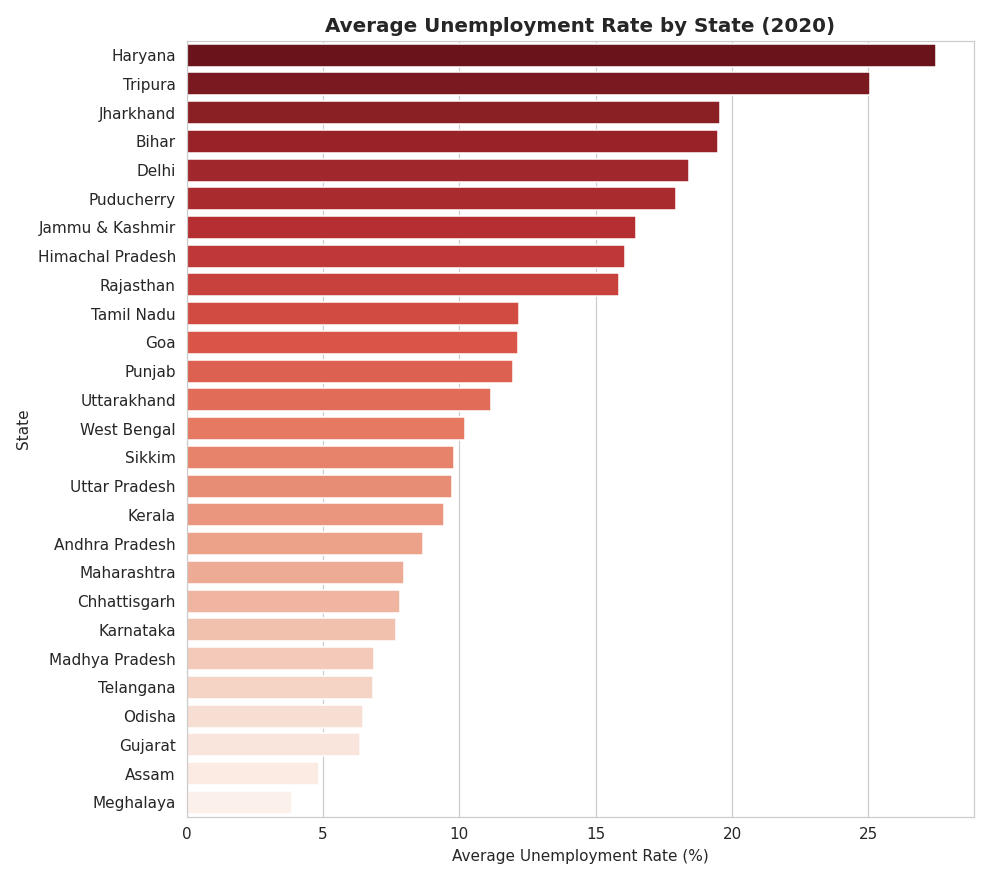 Average Unemployment Rate by State (2020)
State
Haryana
Tripura
Jharkhand
Bihar
Delhi
Puducherry
Jammu & Kashmir
Himachal Pradesh
Rajasthan
Tamil Nadu
Goa
Punjab
Uttarakhand
West Bengal
Sikkim
Uttar Pradesh
Kerala
Andhra Pradesh
Maharashtra
Chhattisgarh
Karnataka
Madhya Pradesh
Telangana
Odisha
Gujarat
Assam
Meghalaya
0 5 10 15 20 25
Average Unemployment Rate (%)